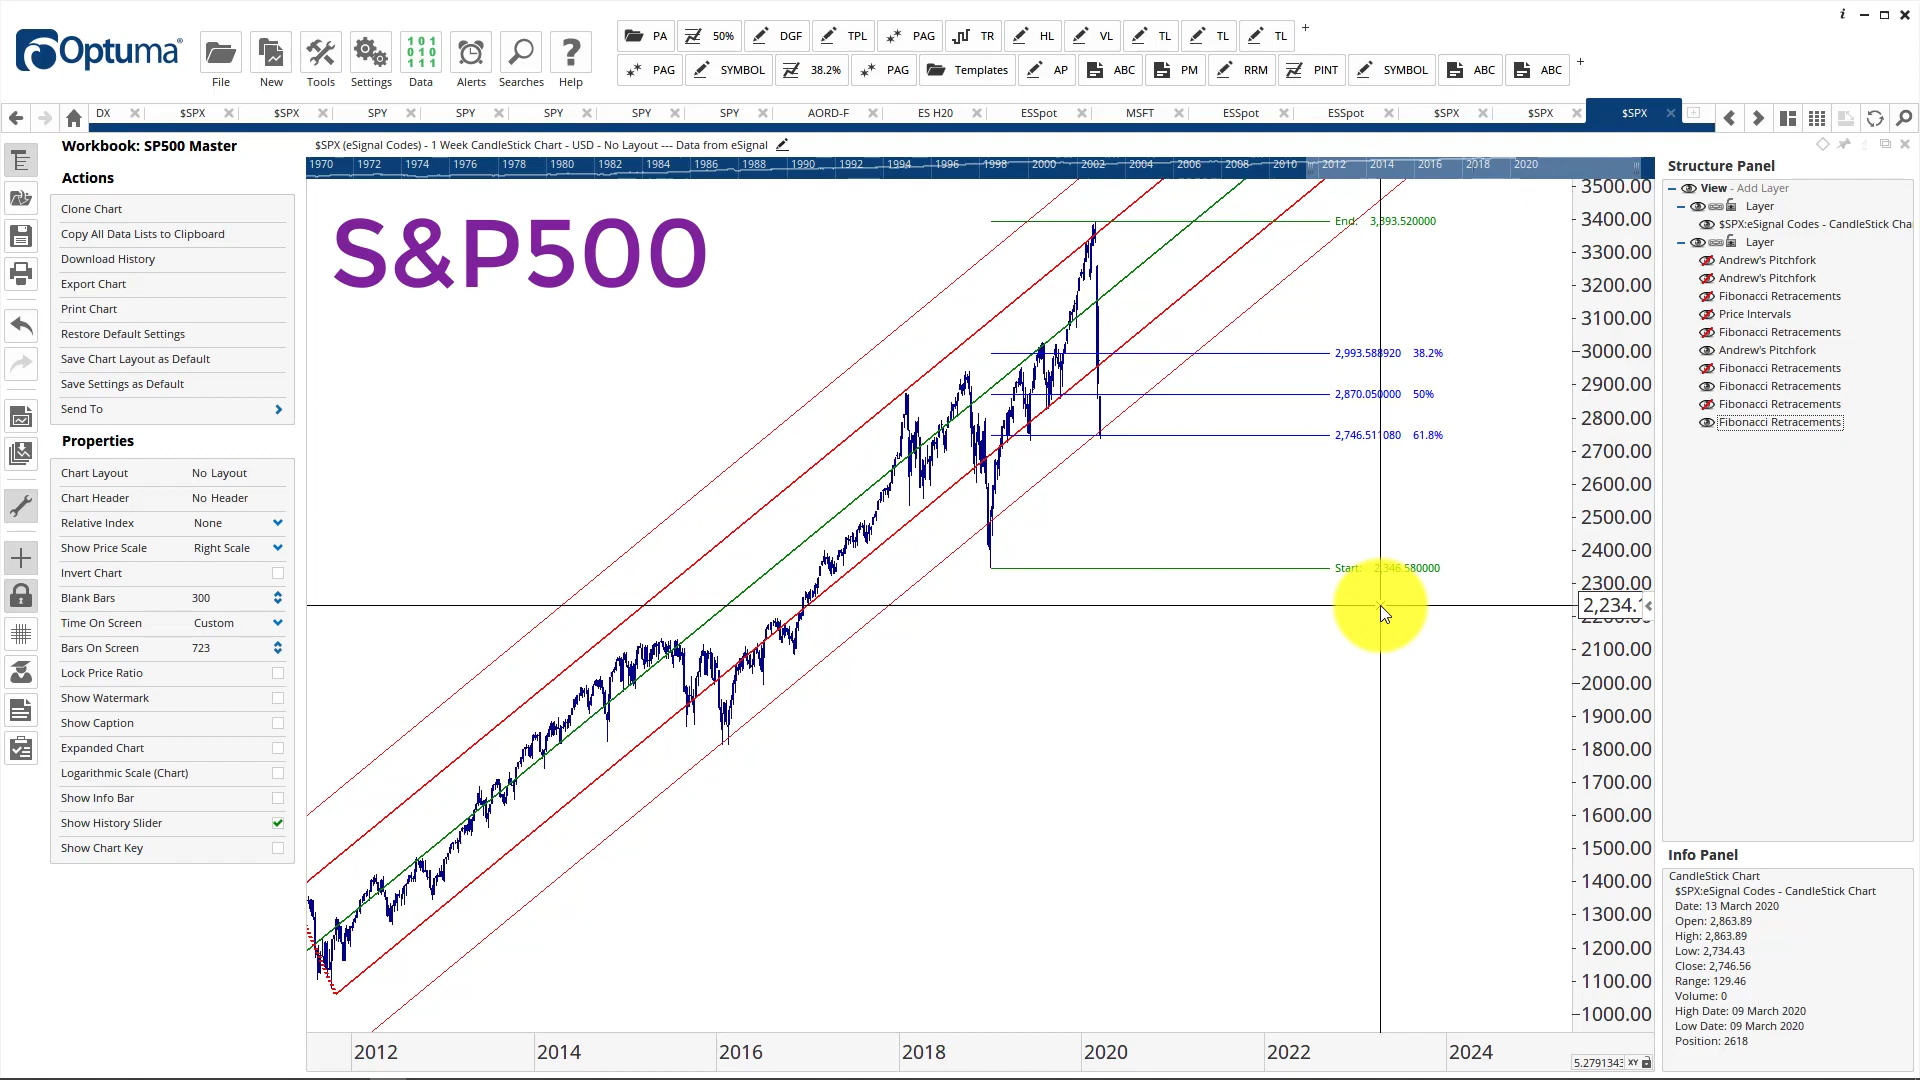 Optuma
File New Tools Settings Data Alerts Searches Help
PA 50% DGF TPL PAG TR HL VL TL TL TL +
PAG SYMBOL 38.2% PAG Templates AP ABC PM RRM PINT SYMBOL ABC ABC +
DX $SPX $SPX SPY SPY SPY SPY SPY AORD-F ES H20 ESSpot MSFT ESSpot ESSpot $SPX $SPX $SPX
Workbook: SP500 Master
Actions
Clone Chart
Copy All Data Lists to Clipboard
Download History
Export Chart
Print Chart
Restore Default Settings
Save Chart Layout as Default
Save Settings as Default
Send To
Properties
Chart Layout No Layout
Chart Header No Header
Relative Index None
Show Price Scale Right Scale
Invert Chart
Blank Bars 300
Time On Screen Custom
Bars On Screen 723
Lock Price Ratio
Show Watermark
Show Caption
Expanded Chart
Logarithmic Scale (Chart)
Show Info Bar
Show History Slider
Show Chart Key
$SPX (eSignal Codes) - 1 Week CandleStick Chart - USD - No Layout --- Data from eSignal
1970 1972 1974 1976 1978 1980 1982 1984 1986 1988 1990 1992 1994 1996 1998 2000 2002 2004 2006 2008 2010 2012 2014 2016 2018 2020
S&P500
End: 3,393.520000
2,993.588920 38.2%
2,870.050000 50%
2,746.511080 61.8%
Start: 2,346.580000
3500.00
3400.00
3300.00
3200.00
3100.00
3000.00
2900.00
2800.00
2700.00
2600.00
2500.00
2400.00
2300.00
2,234.
2200.00
2100.00
2000.00
1900.00
1800.00
1700.00
1600.00
1500.00
1400.00
1300.00
1200.00
1100.00
1000.00
2012 2014 2016 2018 2020 2022 2024
5.2791343 XY
Structure Panel
View - Add Layer
Layer
$SPX:eSignal Codes - CandleStick Cha
Layer
Andrew's Pitchfork
Andrew's Pitchfork
Fibonacci Retracements
Price Intervals
Fibonacci Retracements
Andrew's Pitchfork
Fibonacci Retracements
Fibonacci Retracements
Fibonacci Retracements
Fibonacci Retracements
Info Panel
CandleStick Chart
$SPX:eSignal Codes - CandleStick Chart
Date: 13 March 2020
Open: 2,863.89
High: 2,863.89
Low: 2,734.43
Close: 2,746.56
Range: 129.46
Volume: 0
High Date: 09 March 2020
Low Date: 09 March 2020
Position: 2618